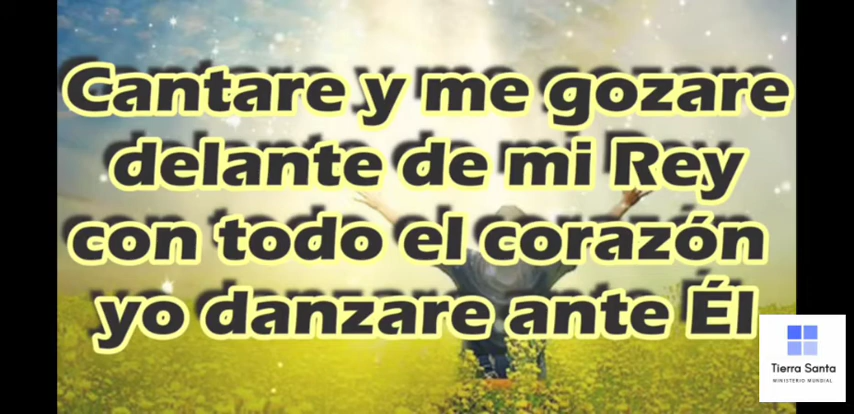 Cantare y me gozare
delante de mi Rey
con todo el corazón
yo danzare ante Él
Tierra Santa
MINISTERIO MUNDIAL